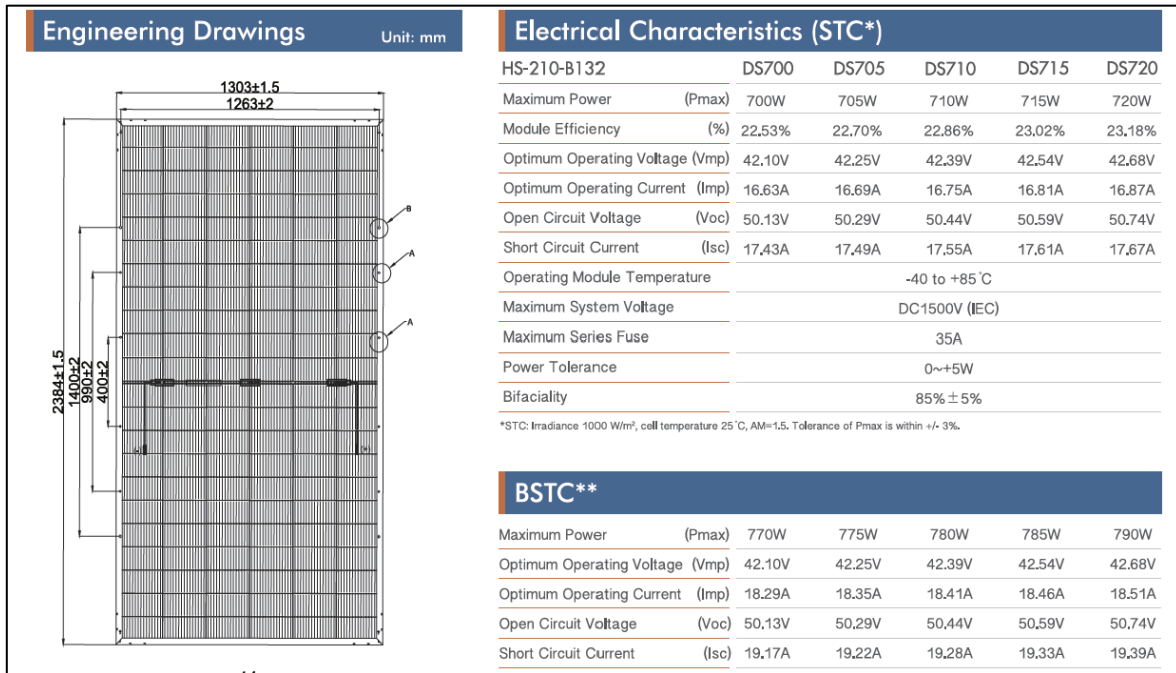 Engineering Drawings Unit: mm
1303±1.5
1263±2
B
A
A
2384±1.5
1400±2
990±2
400±2
Electrical Characteristics (STC*)
HS-210-B132 DS700 DS705 DS710 DS715 DS720
Maximum Power (Pmax) 700W 705W 710W 715W 720W
Module Efficiency (%) 22.53% 22.70% 22.86% 23.02% 23.18%
Optimum Operating Voltage (Vmp) 42.10V 42.25V 42.39V 42.54V 42.68V
Optimum Operating Current (Imp) 16.63A 16.69A 16.75A 16.81A 16.87A
Open Circuit Voltage (Voc) 50.13V 50.29V 50.44V 50.59V 50.74V
Short Circuit Current (Isc) 17.43A 17.49A 17.55A 17.61A 17.67A
Operating Module Temperature -40 to +85˚C
Maximum System Voltage DC1500V (IEC)
Maximum Series Fuse 35A
Power Tolerance 0~+5W
Bifaciality 85%±5%
*STC: Irradiance 1000 W/m², cell temperature 25˚C, AM=1.5. Tolerance of Pmax is within +/- 3%.
BSTC**
Maximum Power (Pmax) 770W 775W 780W 785W 790W
Optimum Operating Voltage (Vmp) 42.10V 42.25V 42.39V 42.54V 42.68V
Optimum Operating Current (Imp) 18.29A 18.35A 18.41A 18.46A 18.51A
Open Circuit Voltage (Voc) 50.13V 50.29V 50.44V 50.59V 50.74V
Short Circuit Current (Isc) 19.17A 19.22A 19.28A 19.33A 19.39A